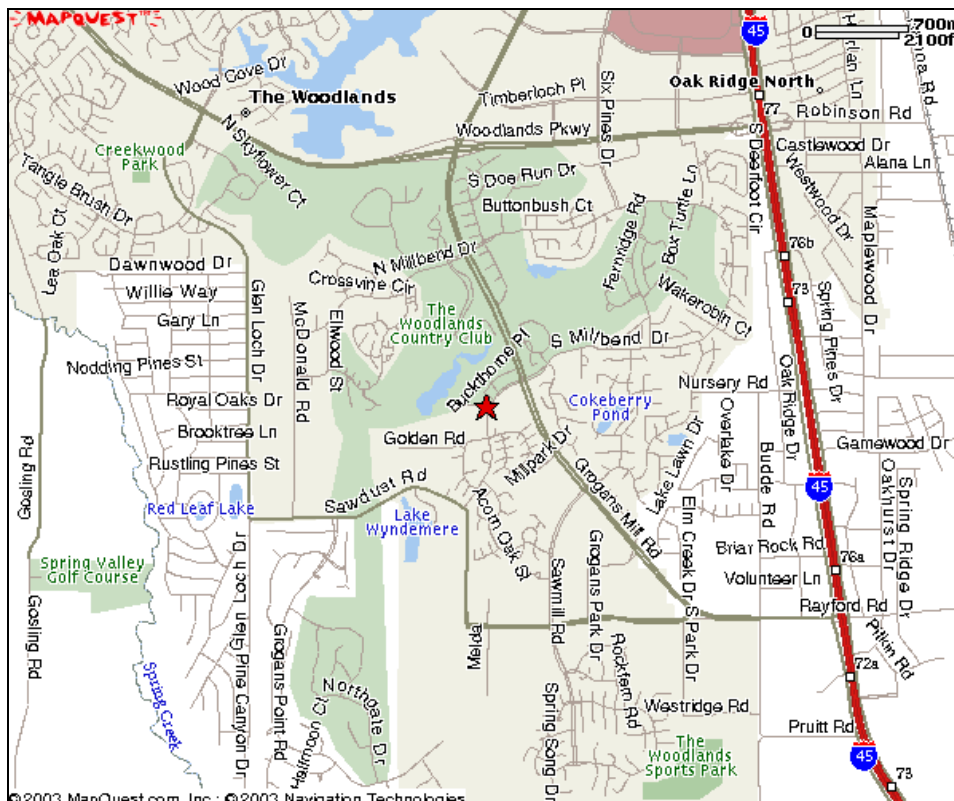 MAPQUEST
45
0 700m
2100ft
Wood Cove Dr
The Woodlands
Timberloch Pl
Six Pines Dr
Oak Ridge North
77
Robinson Rd
Woodlands Pkwy
N Skyflower Ct
Creekwood
Park
S Deerfoot Cir
Castlewood Dr
Alana Ln
Westwood Dr
Maplewood Dr
Tangle Brush Dr
S Doe Run Dr
Buttonbush Ct
Fernridge Rd
Box Turtle Ln
Lea Oak Ct
Dawnwood Dr
N Millbend Dr
Crossvine Cir
76b
73
Wakerobin Ct
Willie Way
Gary Ln
Glen Loch Dr
McDonald Rd
Ellwood St
The
Woodlands
Country Club
Buckthorne Pl
S Millbend Dr
Spring Pines Dr
Nodding Pines St
Royal Oaks Dr
Nursery Rd
Oak Ridge Dr
Cokeberry
Pond
Brooktree Ln
Golden Rd
Millpark Dr
Overlake Dr
Gamewood Dr
Rustling Pines St
Gosling Rd
Sawdust Rd
Grogans Mill Rd
Lake Lawn Dr
Budde Rd
45
Oakhurst Dr
Spring Ridge Dr
Red Leaf Lake
Lake
Wyndemere
Acorn Oak St
Sawmill Rd
Grogans Park Dr
Elm Creek Dr
Briar Rock Rd
76a
Spring Valley
Golf Course
Volunteer Ln
Rayford Rd
Gosling Rd
Glen Loch Dr
S Park Dr
Pitkin Rd
Spring Creek
Pine Canyon Dr
Grogans Point Rd
Northgate Dr
Rockfern Rd
72a
Westridge Rd
Spring Song Dr
Pruitt Rd
The
Woodlands
Sports Park
45
73
©2003 MapQuest.com, Inc.; ©2003 Navigation Technologies